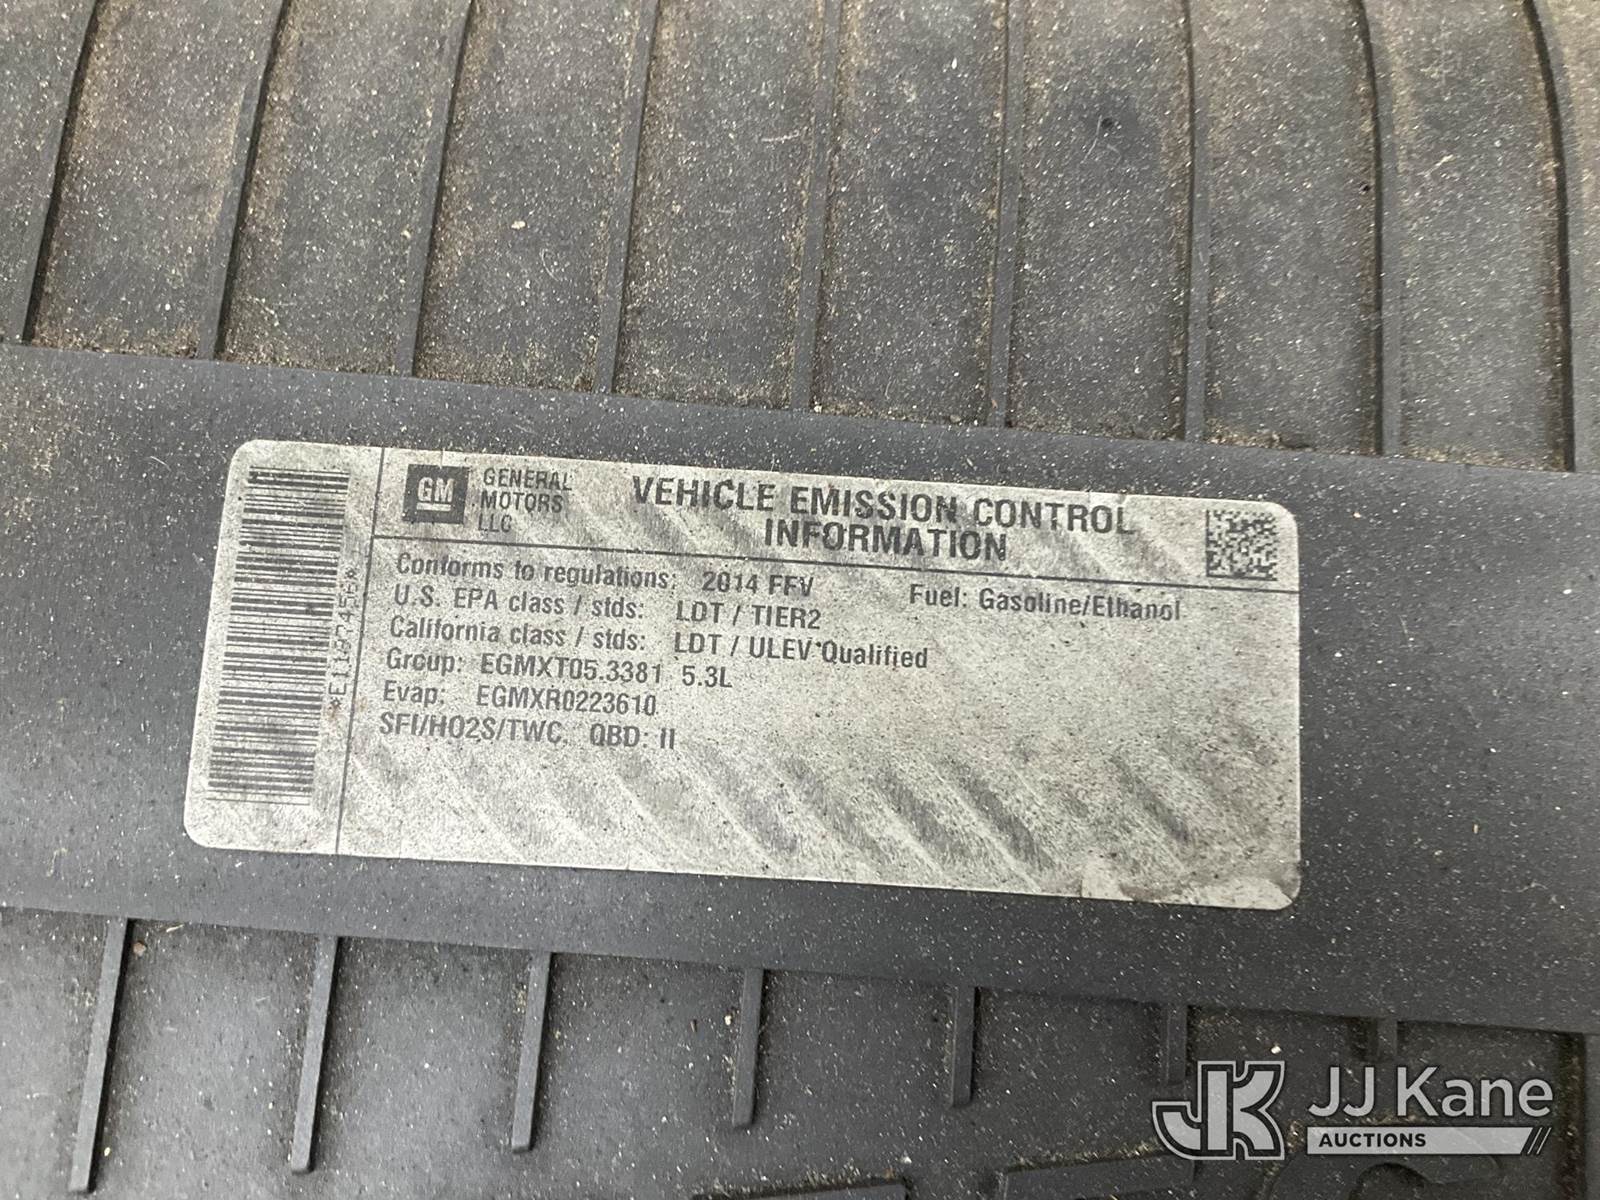 GM GENERAL MOTORS LLC
VEHICLE EMISSION CONTROL
INFORMATION
Conforms to regulations: 2014 FFV Fuel: Gasoline/Ethanol
U.S. EPA class / stds: LDT / TIER2
California class / stds: LDT / ULEV Qualified
Group: EGMXT05.3381 5.3L
Evap: EGMXR0223610
SFI/HO2S/TWC. OBD: II
JK JJ Kane
AUCTIONS